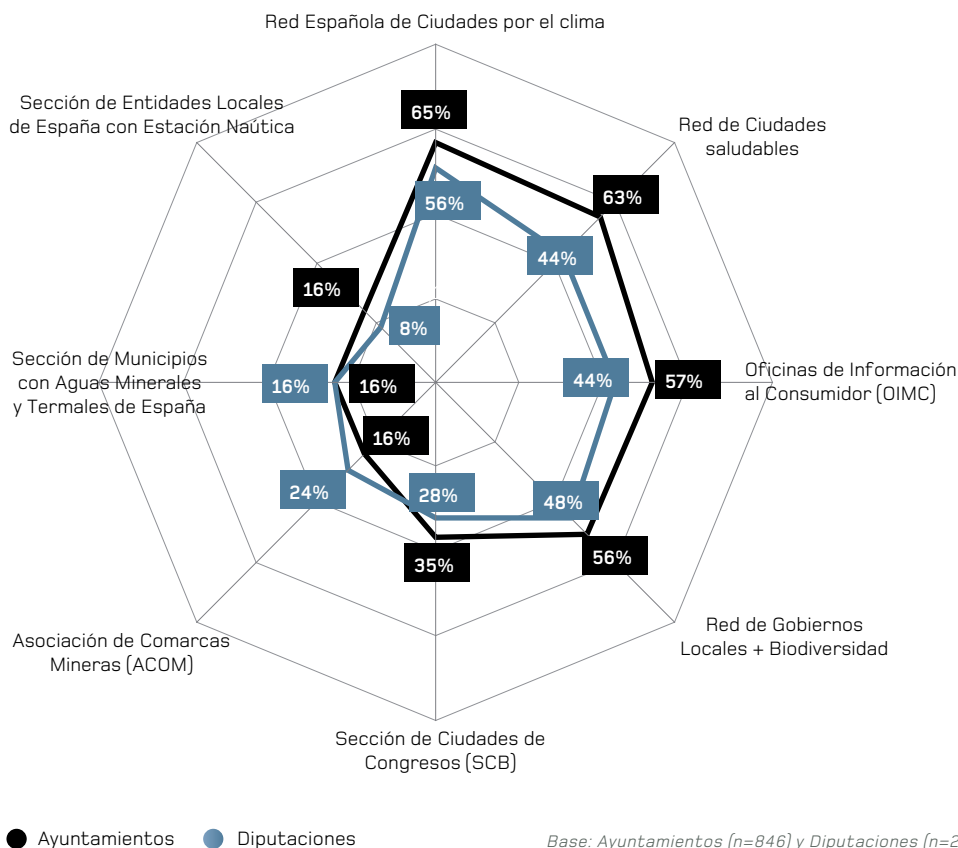 Red Española de Ciudades por el clima
Sección de Entidades Locales
de España con Estación Naútica
65%
Red de Ciudades
saludables
63%
56%
44%
16%
8%
Sección de Municipios
con Aguas Minerales
y Termales de España
16%
16%
44%
57%
Oficinas de Información
al Consumidor (OIMC)
16%
24%
28%
48%
35%
56%
Asociación de Comarcas
Mineras (ACOM)
Red de Gobiernos
Locales + Biodiversidad
Sección de Ciudades de
Congresos (SCB)
Ayuntamientos
Diputaciones
Base: Ayuntamientos (n=846) y Diputaciones (n=2